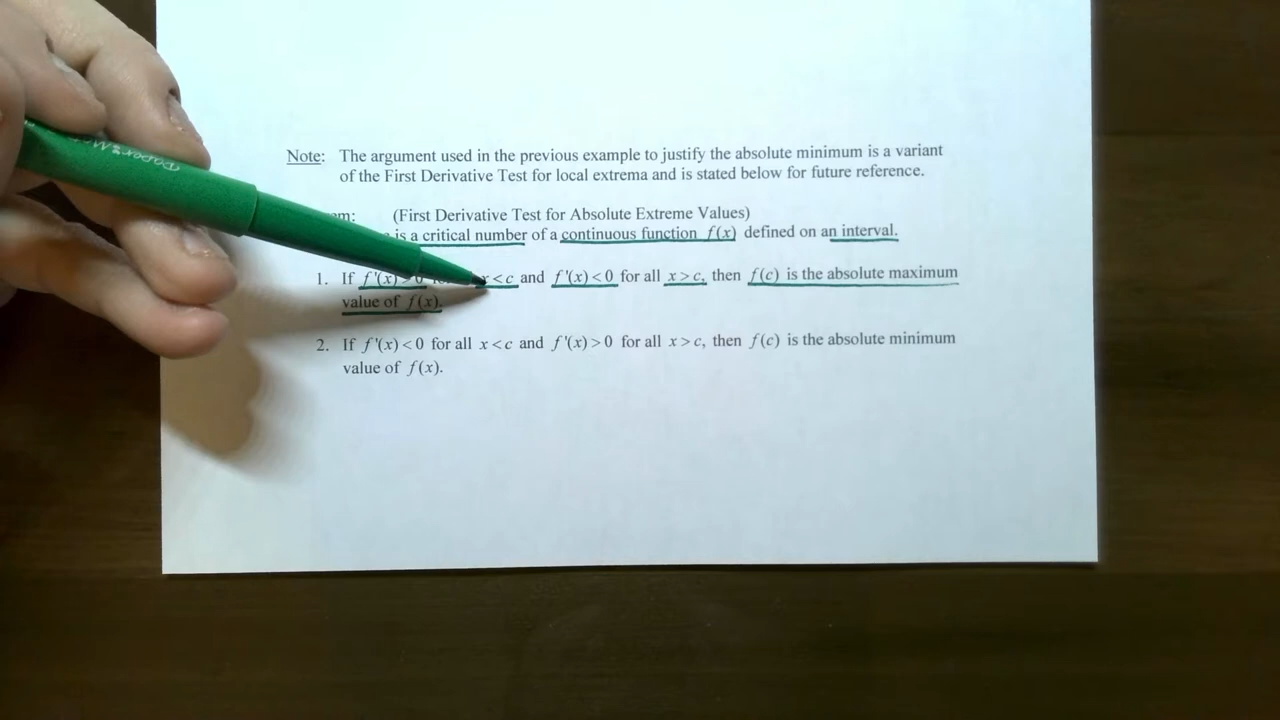 Note: The argument used in the previous example to justify the absolute minimum is a variant
of the First Derivative Test for local extrema and is stated below for future reference.
m: (First Derivative Test for Absolute Extreme Values)
is a critical number of a continuous function f(x) defined on an interval.
1. If f'(x)>0 x<c and f'(x)<0 for all x>c, then f(c) is the absolute maximum
value of f(x).
2. If f'(x)<0 for all x<c and f'(x)>0 for all x>c, then f(c) is the absolute minimum
value of f(x).